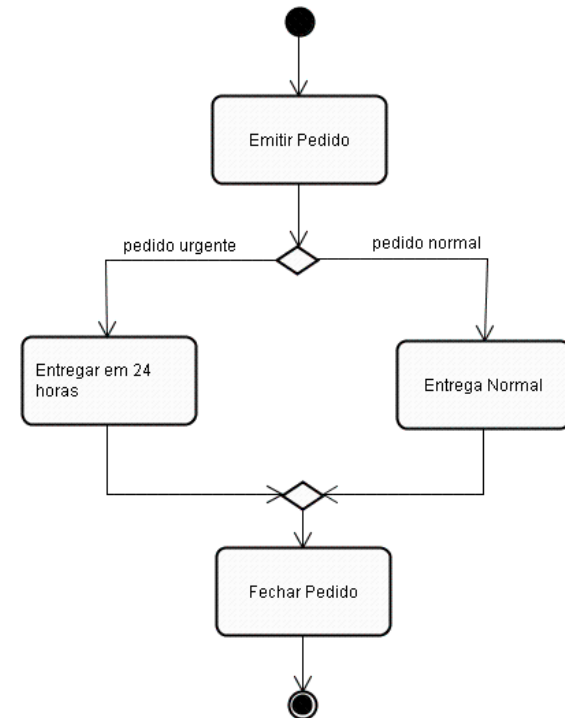 Emitir Pedido
pedido urgente
pedido normal
Entregar em 24
horas
Entrega Normal
Fechar Pedido